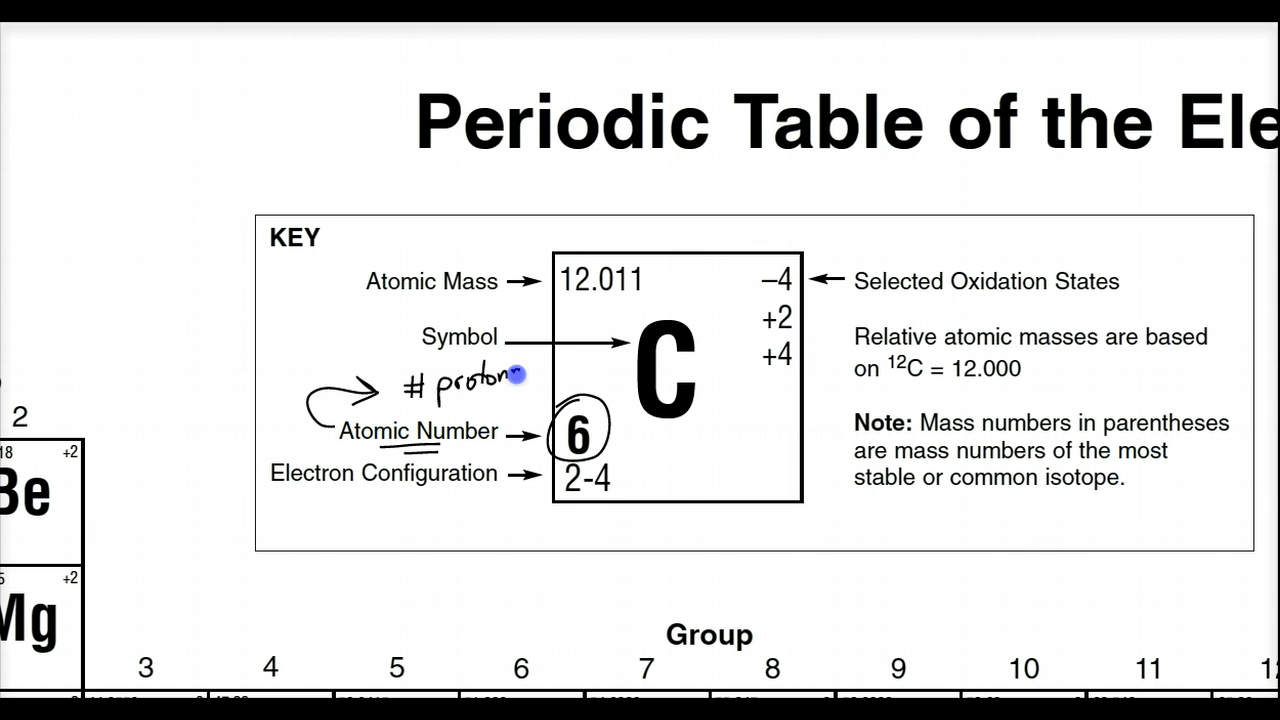 Periodic Table of the Ele
KEY
Atomic Mass
12.011
–4
Selected Oxidation States
+2
Symbol
C
Relative atomic masses are based
+4
on ¹²C = 12.000
# proton
Atomic Number
6
Note: Mass numbers in parentheses
are mass numbers of the most
Electron Configuration
2-4
stable or common isotope.
2
18 +2
Be
+2
Mg
Group
3 4 5 6 7 8 9 10 11